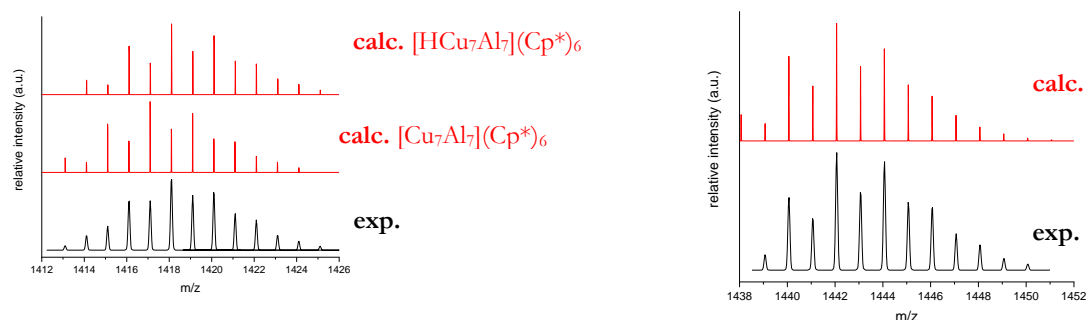 calc. [HCu₇Al₇](Cp*)₆
calc. [Cu₇Al₇](Cp*)₆
exp.
relative intensity (a.u.)
1412 1414 1416 1418 1420 1422 1424 1426
m/z
calc.
exp.
relative intensity (a.u.)
1438 1440 1442 1444 1446 1448 1450 1452
m/z